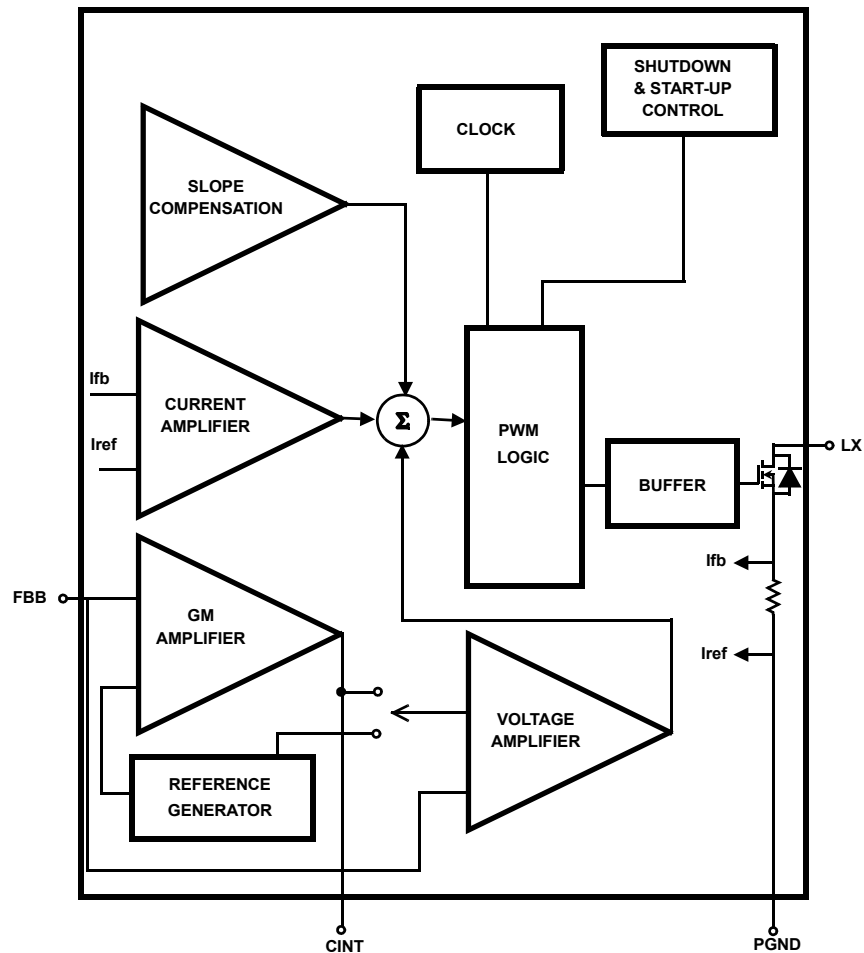 SHUTDOWN
& START-UP
CONTROL
CLOCK
SLOPE
COMPENSATION
Ifb
CURRENT
AMPLIFIER
Iref
Σ
PWM
LOGIC
BUFFER
LX
Ifb
Iref
FBB
GM
AMPLIFIER
VOLTAGE
AMPLIFIER
REFERENCE
GENERATOR
CINT
PGND